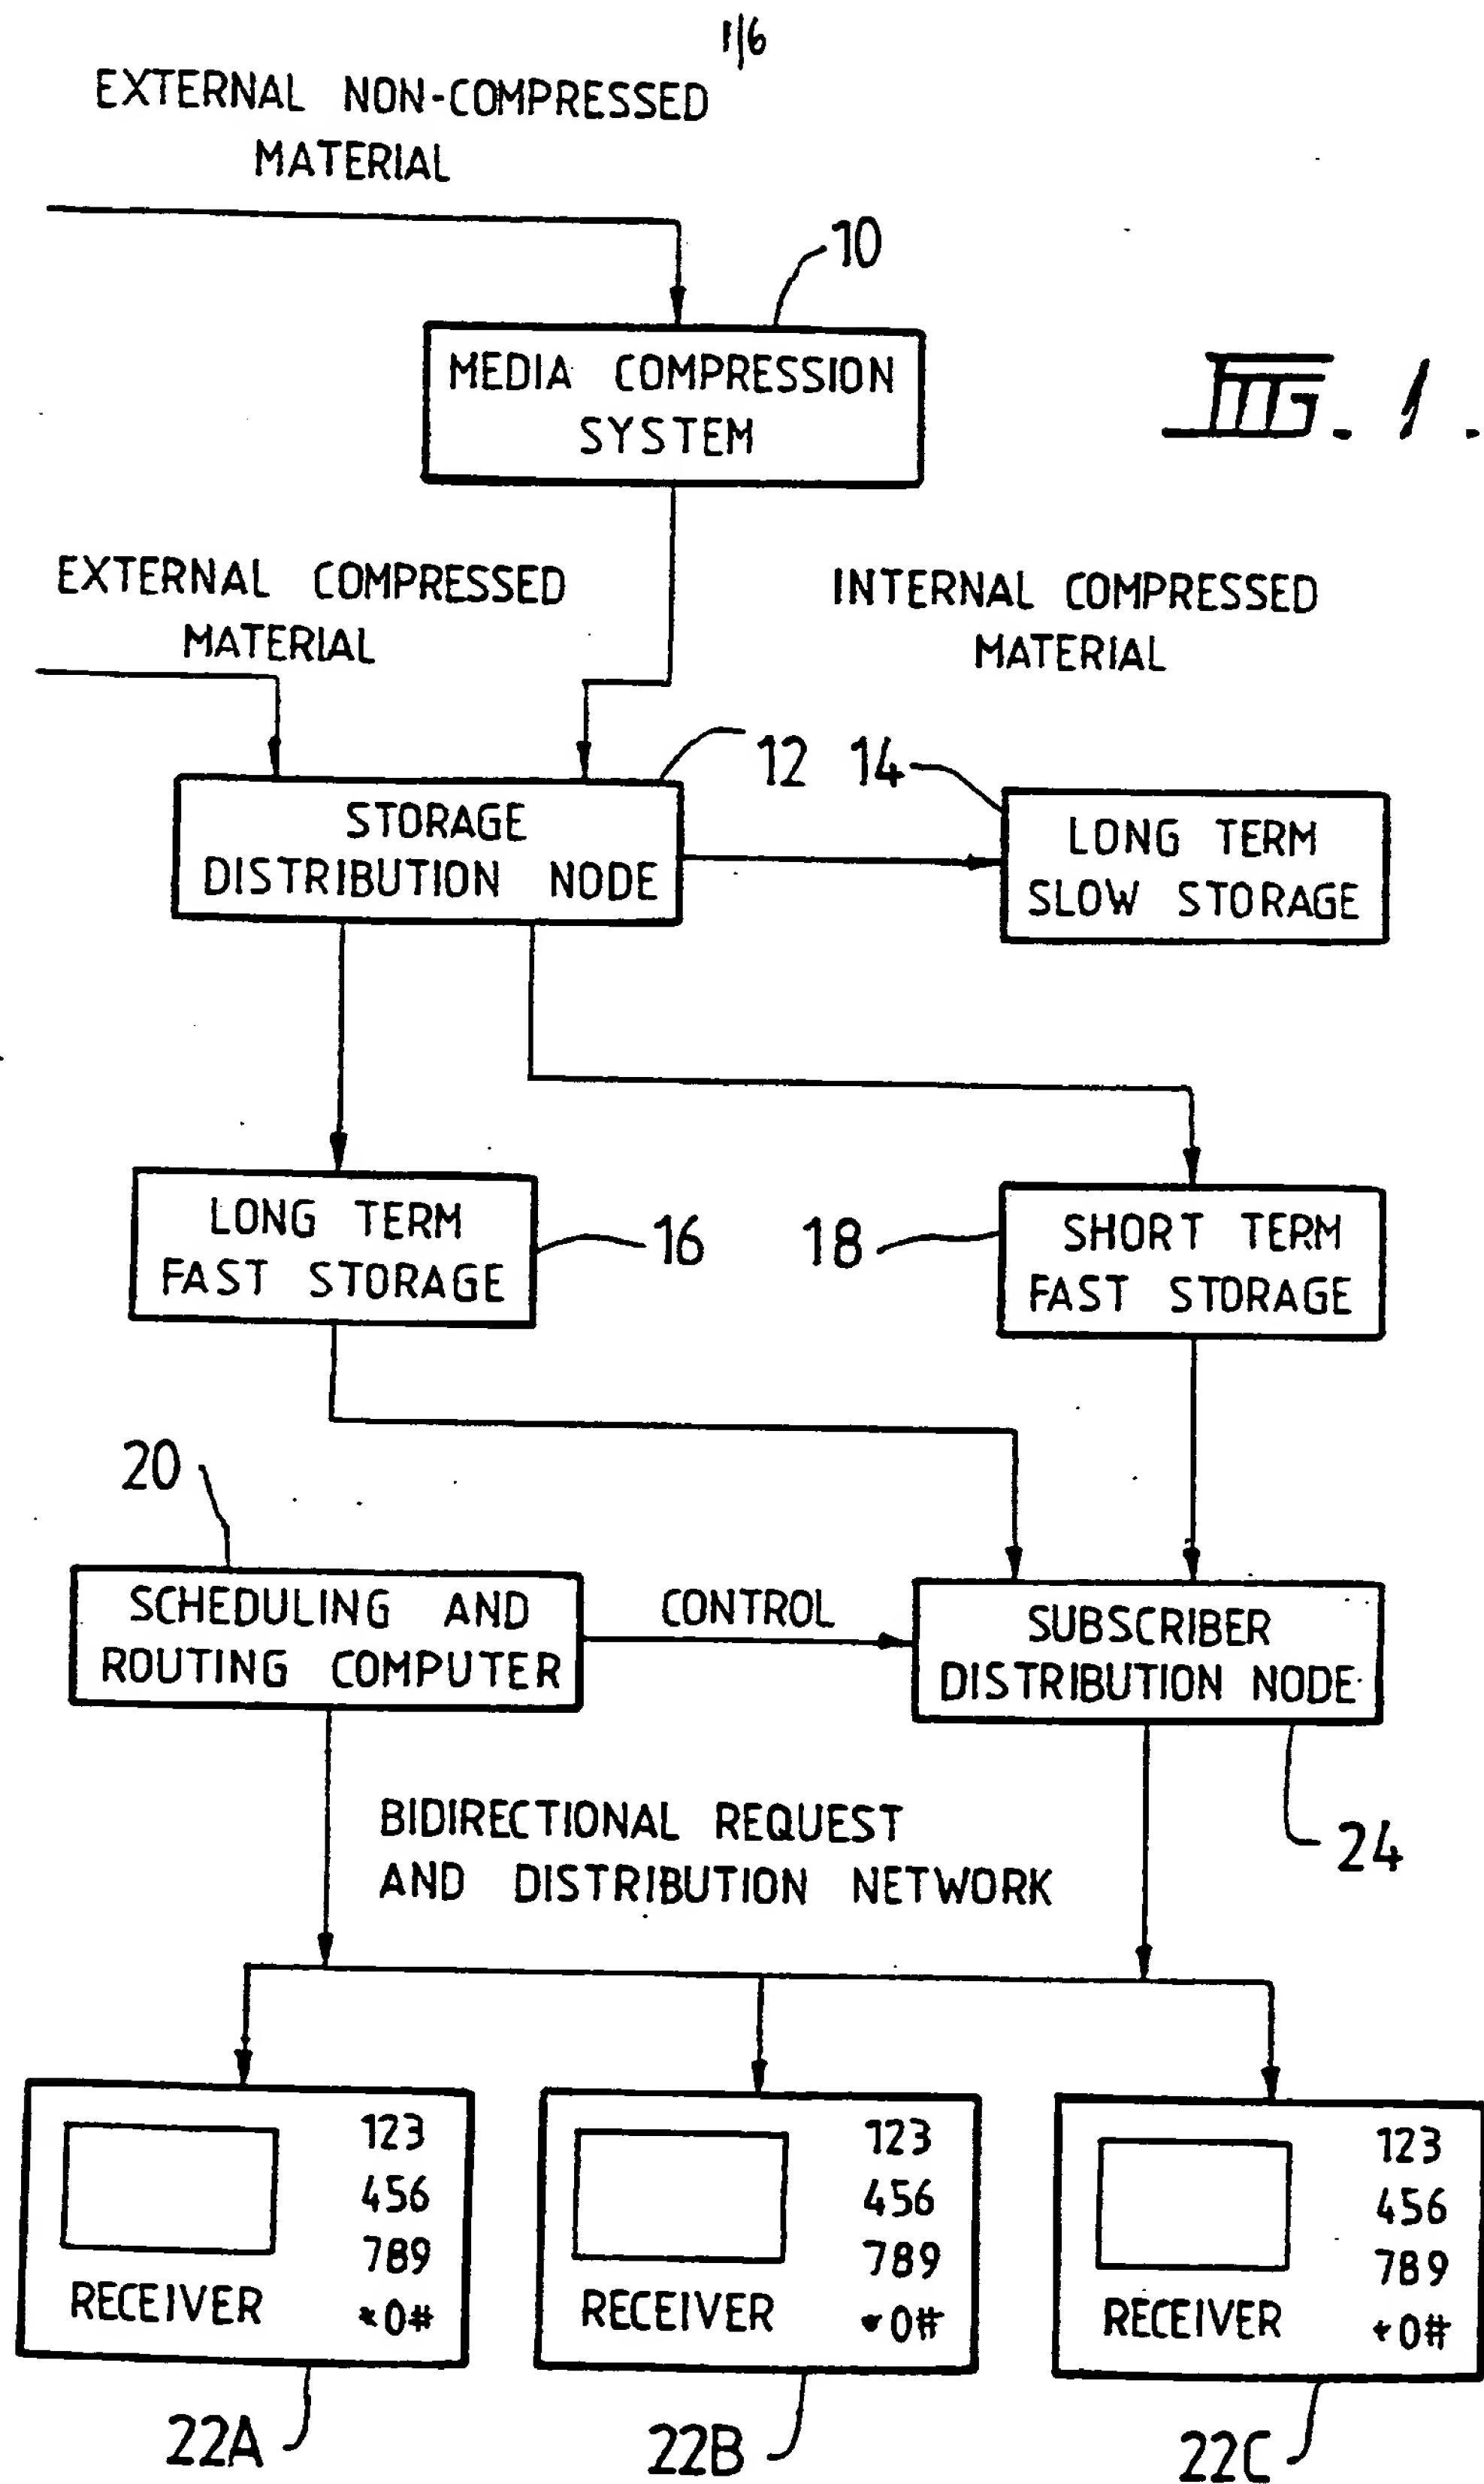 1/6
EXTERNAL NON-COMPRESSED
MATERIAL
10
MEDIA COMPRESSION
SYSTEM
FIG. 1.
EXTERNAL COMPRESSED
MATERIAL
INTERNAL COMPRESSED
MATERIAL
12
14
STORAGE
DISTRIBUTION NODE
LONG TERM
SLOW STORAGE
LONG TERM
FAST STORAGE
16
18
SHORT TERM
FAST STORAGE
20
SCHEDULING AND
ROUTING COMPUTER
CONTROL
SUBSCRIBER
DISTRIBUTION NODE
24
BIDIRECTIONAL REQUEST
AND DISTRIBUTION NETWORK
123
456
789
*0#
RECEIVER
22A
123
456
789
*0#
RECEIVER
22B
123
456
789
*0#
RECEIVER
22C